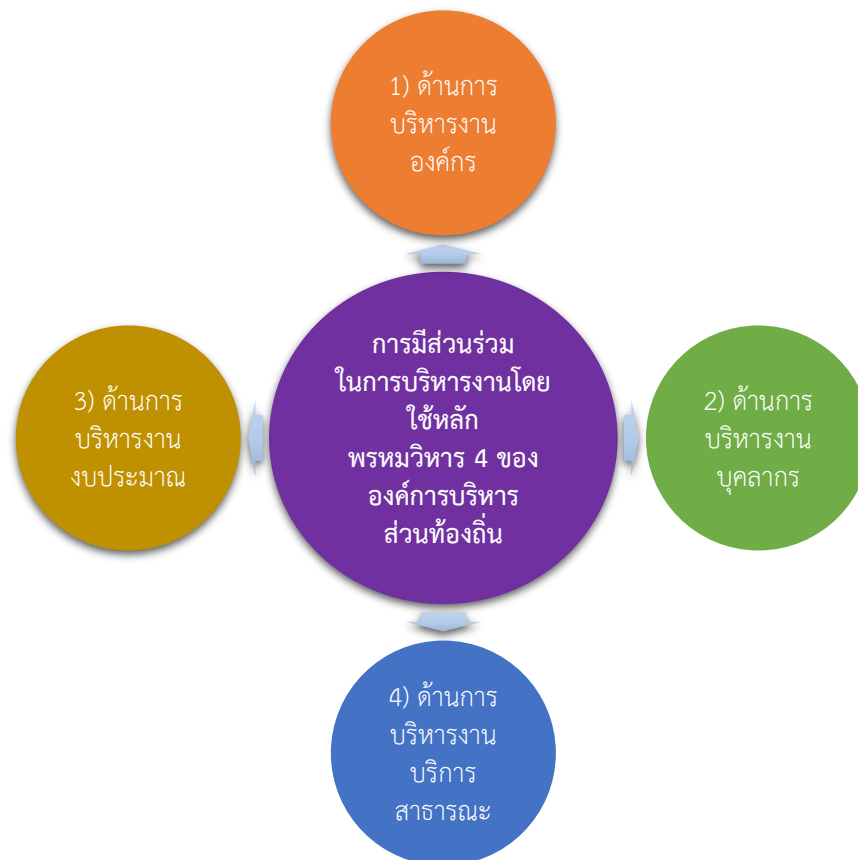 1) ด้านการ
บริหารงาน
องค์กร
การมีส่วนร่วม
ในการบริหารงานโดย
ใช้หลัก
พรหมวิหาร 4 ของ
องค์การบริหาร
ส่วนท้องถิ่น
2) ด้านการ
บริหารงาน
บุคลากร
3) ด้านการ
บริหารงาน
งบประมาณ
4) ด้านการ
บริหารงาน
บริการ
สาธารณะ